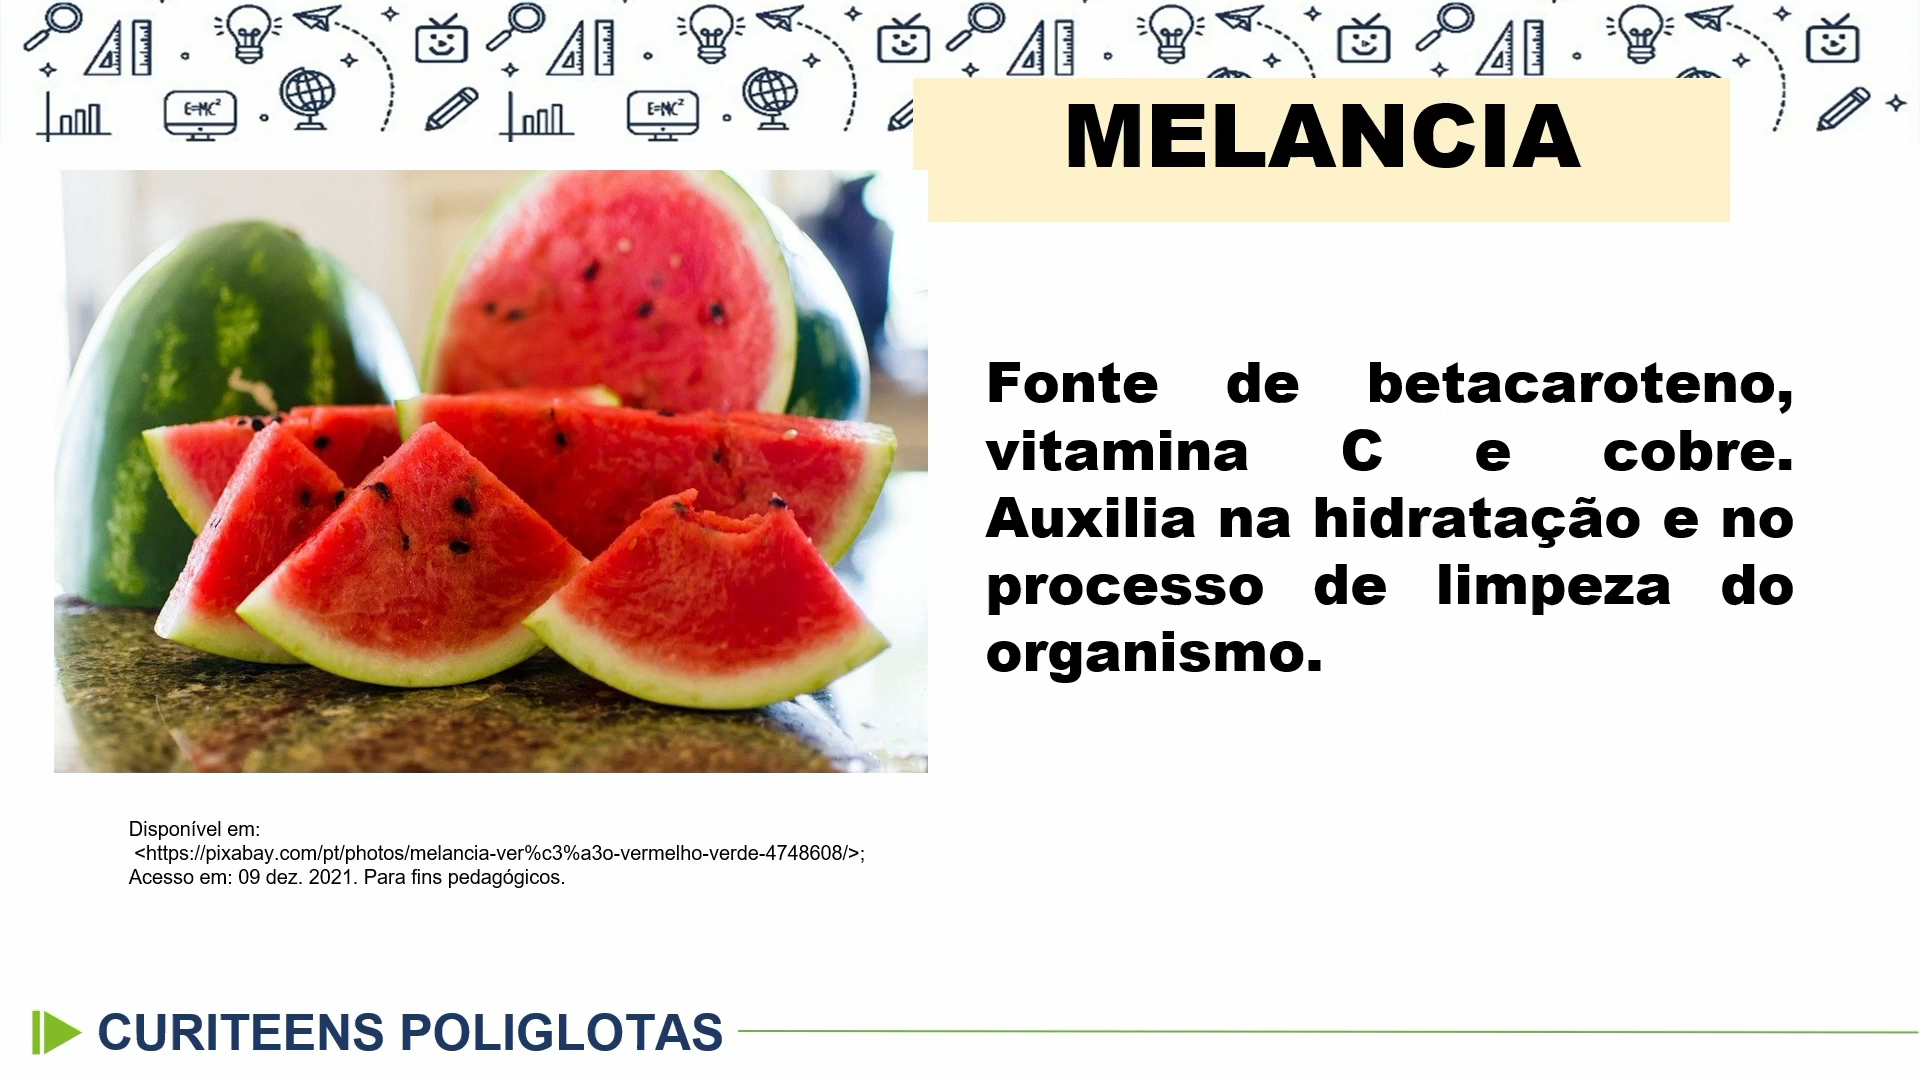 E=MC²
E=MC²
MELANCIA
Fonte de betacaroteno,
vitamina C e cobre.
Auxilia na hidratação e no
processo de limpeza do
organismo.
Disponível em:
<https://pixabay.com/pt/photos/melancia-ver%c3%a3o-vermelho-verde-4748608/>;
Acesso em: 09 dez. 2021. Para fins pedagógicos.
CURITEENS POLIGLOTAS